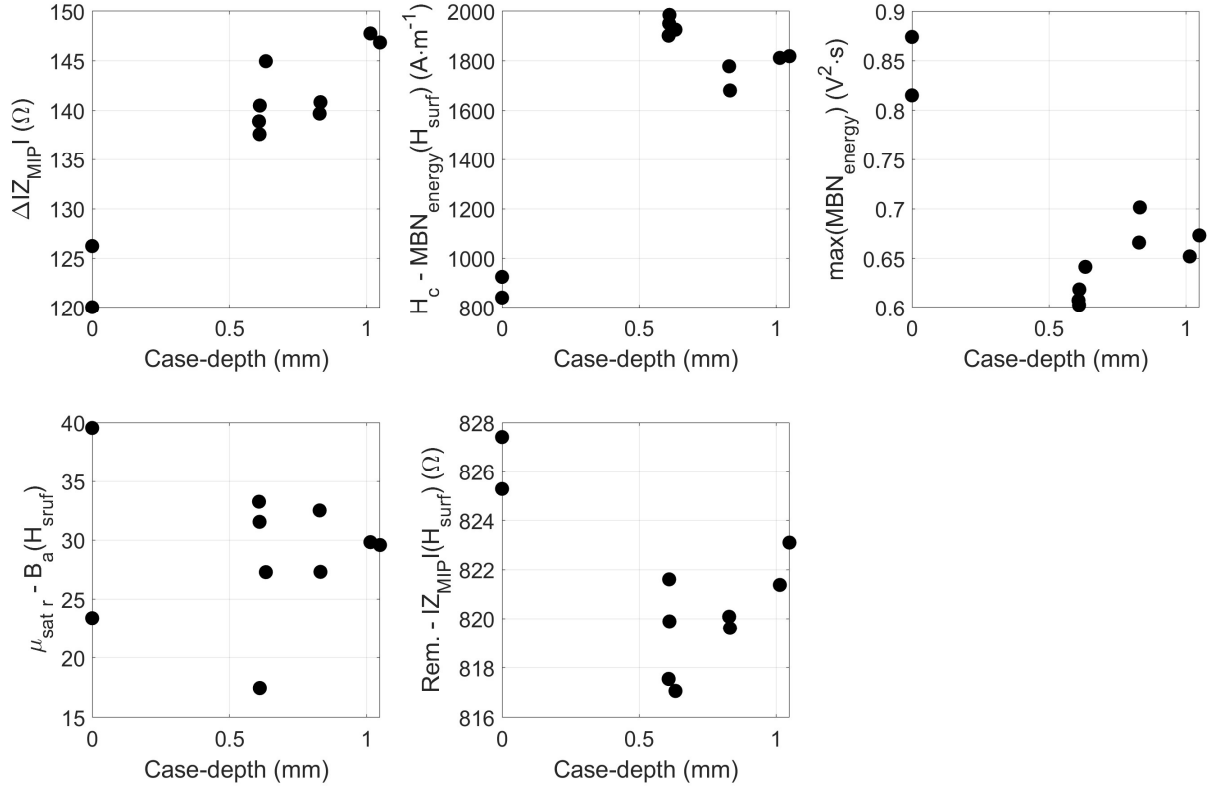 150
145
140
135
130
125
120
ΔIZ_MIP I (Ω)
0 0.5 1
Case-depth (mm)
2000
1800
1600
1400
1200
1000
800
H_c - MBN_energy(H_surf) (A·m^-1)
0 0.5 1
Case-depth (mm)
0.9
0.85
0.8
0.75
0.7
0.65
0.6
max(MBN_energy) (V^2·s)
0 0.5 1
Case-depth (mm)
40
35
30
25
20
15
μ_sat r - B_a(H_sruf)
0 0.5 1
Case-depth (mm)
828
826
824
822
820
818
816
Rem. - IZ_MIP I(H_surf) (Ω)
0 0.5 1
Case-depth (mm)